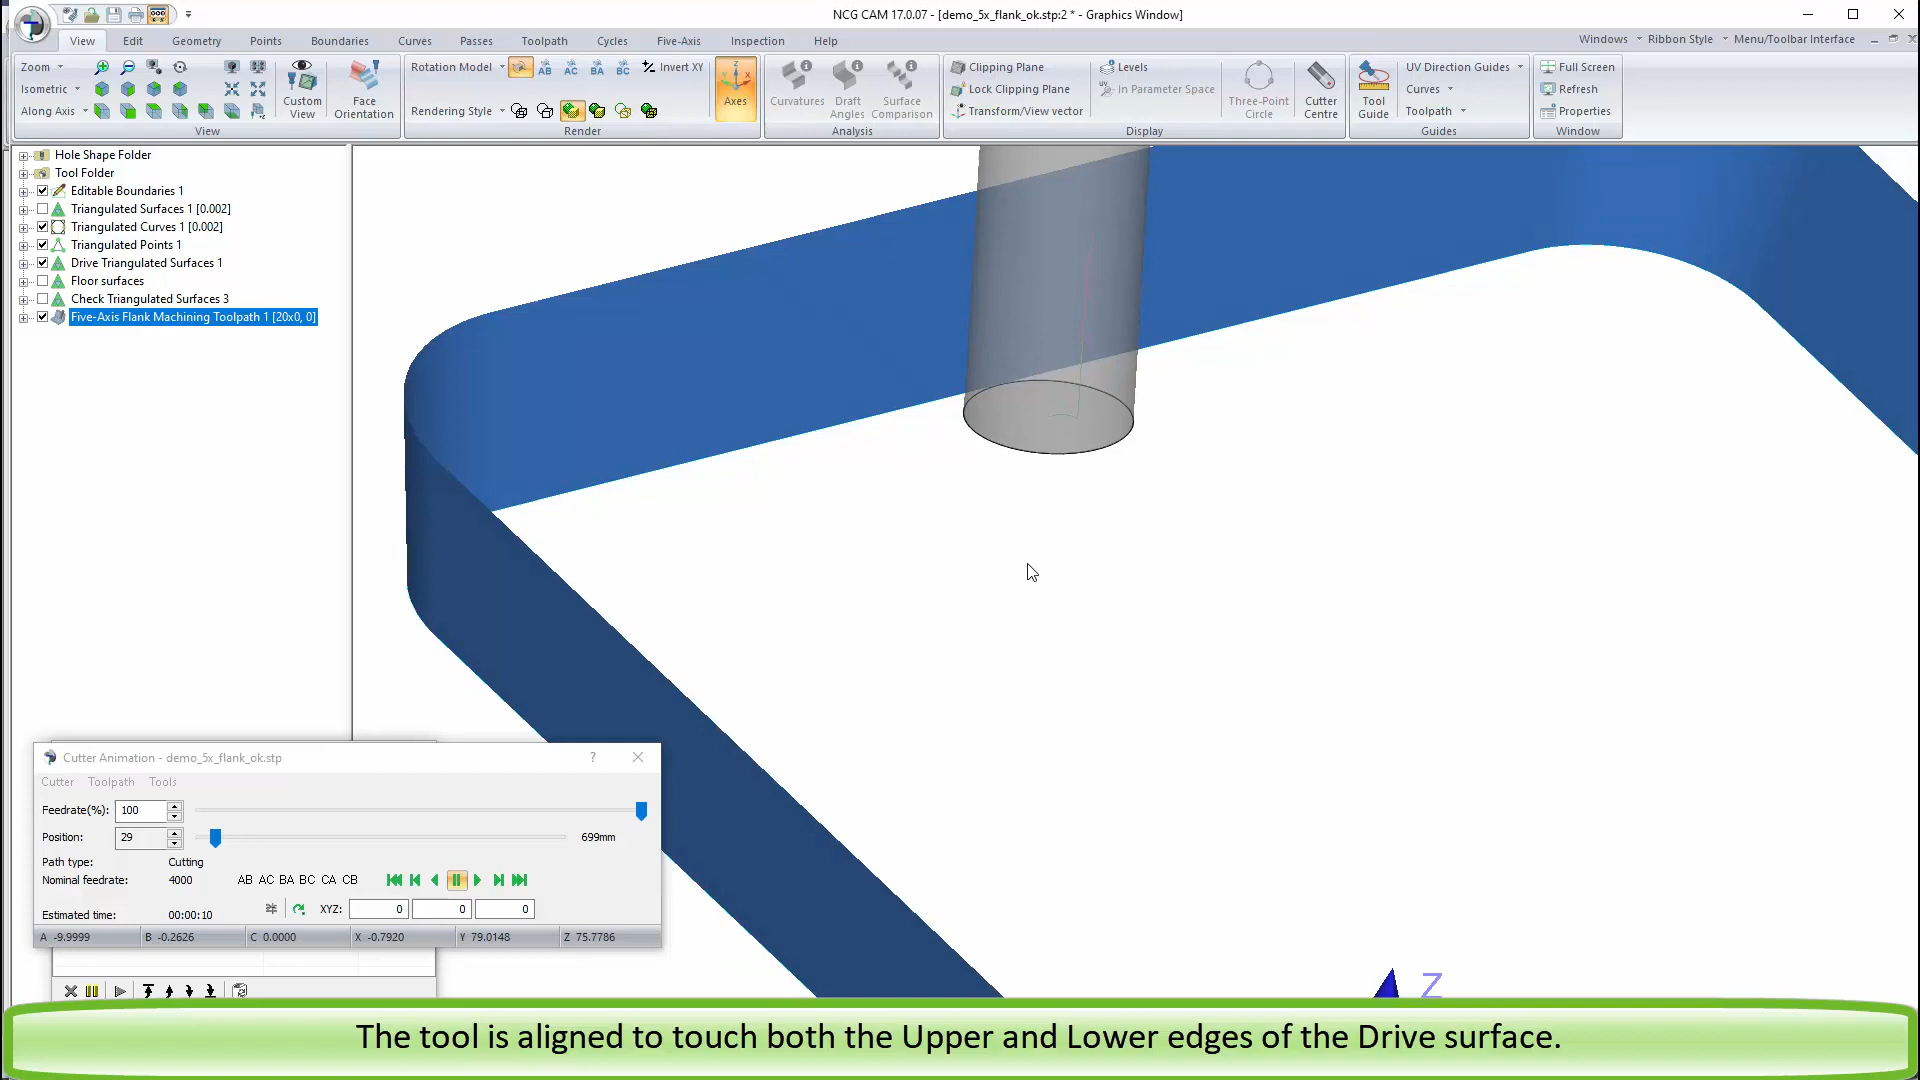 NCG CAM 17.0.07 - [demo_5x_flank_ok.stp:2 * - Graphics Window]
View Edit Geometry Points Boundaries Curves Passes Toolpath Cycles Five-Axis Inspection Help Windows Ribbon Style Menu/Toolbar Interface
Zoom
Isometric
Along Axis
Custom View
Face Orientation
View
Rotation Model AB AC BA BC Invert XY
Rendering Style
Axes
Render
Curvatures
Draft Angles
Surface Comparison
Analysis
Clipping Plane
Lock Clipping Plane
Transform/View vector
Levels
In Parameter Space
Three-Point Circle
Cutter Centre
Display
Tool Guide
UV Direction Guides
Curves
Toolpath
Guides
Full Screen
Refresh
Properties
Window
Hole Shape Folder
Tool Folder
Editable Boundaries 1
Triangulated Surfaces 1 [0.002]
Triangulated Curves 1 [0.002]
Triangulated Points 1
Drive Triangulated Surfaces 1
Floor surfaces
Check Triangulated Surfaces 3
Five-Axis Flank Machining Toolpath 1 [20x0, 0]
Cutter Animation - demo_5x_flank_ok.stp ?
Cutter Toolpath Tools
Feedrate(%): 100
Position: 29 699mm
Path type: Cutting
Nominal feedrate: 4000 AB AC BA BC CA CB
XYZ: 0 0 0
Estimated time: 00:00:10
A -9.9999 B -0.2626 C 0.0000 X -0.7920 Y 79.0148 Z 75.7786
Z
The tool is aligned to touch both the Upper and Lower edges of the Drive surface.